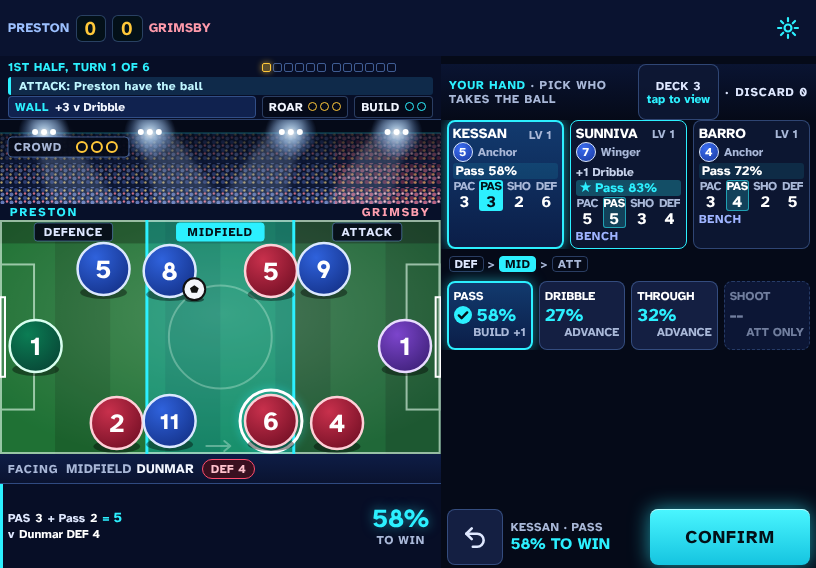 PRESTON 0 0 GRIMSBY
1ST HALF, TURN 1 OF 6
ATTACK: Preston have the ball
WALL +3 v Dribble
ROAR
BUILD
CROWD
PRESTON GRIMSBY
DEFENCE MIDFIELD ATTACK
5 8 5 9
1 1
2 11 6 4
FACING MIDFIELD DUNMAR DEF 4
PAS 3 + Pass 2 = 5
v Dunmar DEF 4
58%
TO WIN
YOUR HAND · PICK WHO
TAKES THE BALL
DECK 3
tap to view
· DISCARD 0
KESSAN LV 1
5 Anchor
Pass 58%
PAC PAS SHO DEF
3 3 2 6
SUNNIVA LV 1
7 Winger
+1 Dribble
★ Pass 83%
PAC PAS SHO DEF
5 5 3 4
BENCH
BARRO LV 1
4 Anchor
Pass 72%
PAC PAS SHO DEF
3 4 2 5
BENCH
DEF > MID > ATT
PASS
58%
BUILD +1
DRIBBLE
27%
ADVANCE
THROUGH
32%
ADVANCE
SHOOT
--
ATT ONLY
KESSAN · PASS
58% TO WIN
CONFIRM